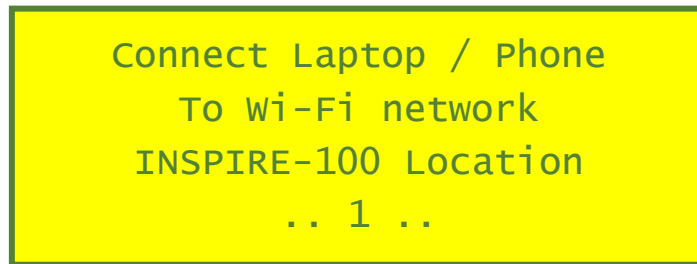 Connect Laptop / Phone
To Wi-Fi network
INSPIRE-100 Location
.. 1 ..